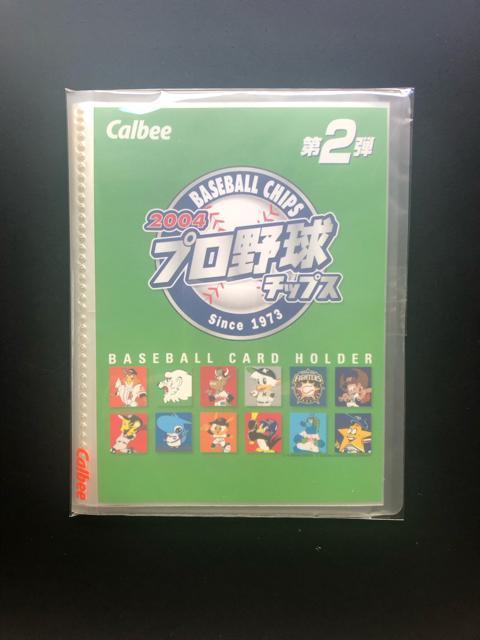 Calbee
第2弾
BASEBALL CHIPS
2004
プロ野球
チップス
Since 1973
BASEBALL CARD HOLDER
FIGHTERS
Calbee